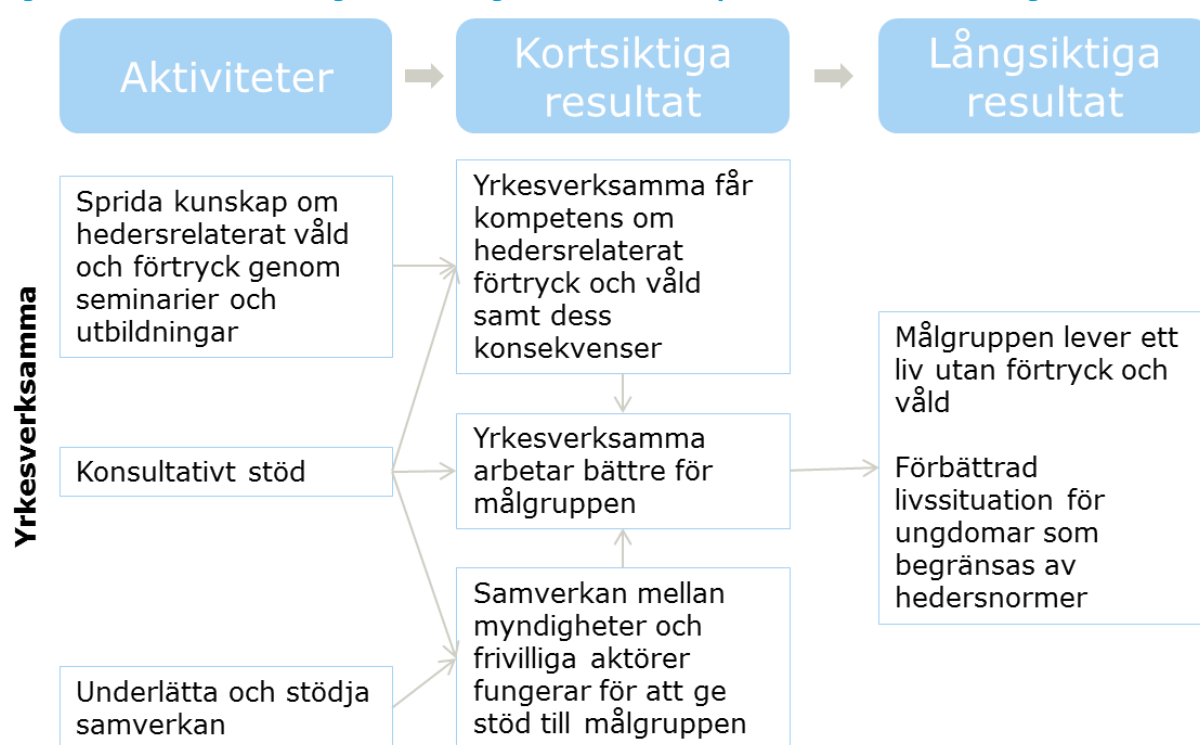 Aktiviteter
Kortsiktiga
resultat
Långsiktiga
resultat
Yrkesverksamma
Sprida kunskap om
hedersrelaterat våld
och förtryck genom
seminarier och
utbildningar
Konsultativt stöd
Underlätta och stödja
samverkan
Yrkesverksamma får
kompetens om
hedersrelaterat
förtryck och våld
samt dess
konsekvenser
Yrkesverksamma
arbetar bättre för
målgruppen
Samverkan mellan
myndigheter och
frivilliga aktörer
fungerar för att ge
stöd till målgruppen
Målgruppen lever ett
liv utan förtryck och
våld
Förbättrad
livssituation för
ungdomar som
begränsas av
hedersnormer